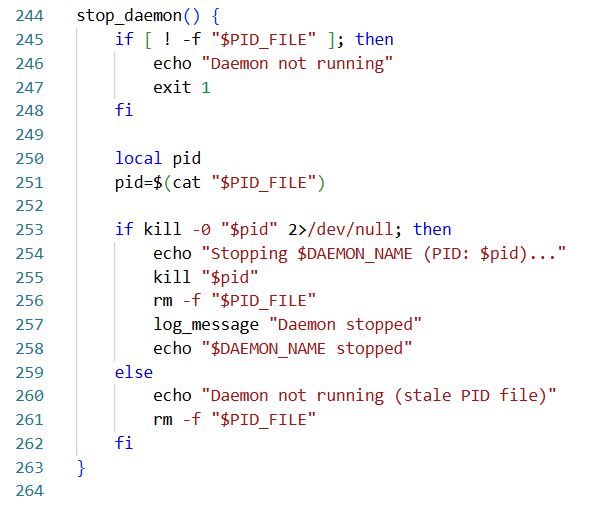 244 stop_daemon() {
245     if [ ! -f "$PID_FILE" ]; then
246         echo "Daemon not running"
247         exit 1
248     fi
249
250     local pid
251     pid=$(cat "$PID_FILE")
252
253     if kill -0 "$pid" 2>/dev/null; then
254         echo "Stopping $DAEMON_NAME (PID: $pid)..."
255         kill "$pid"
256         rm -f "$PID_FILE"
257         log_message "Daemon stopped"
258         echo "$DAEMON_NAME stopped"
259     else
260         echo "Daemon not running (stale PID file)"
261         rm -f "$PID_FILE"
262     fi
263 }
264